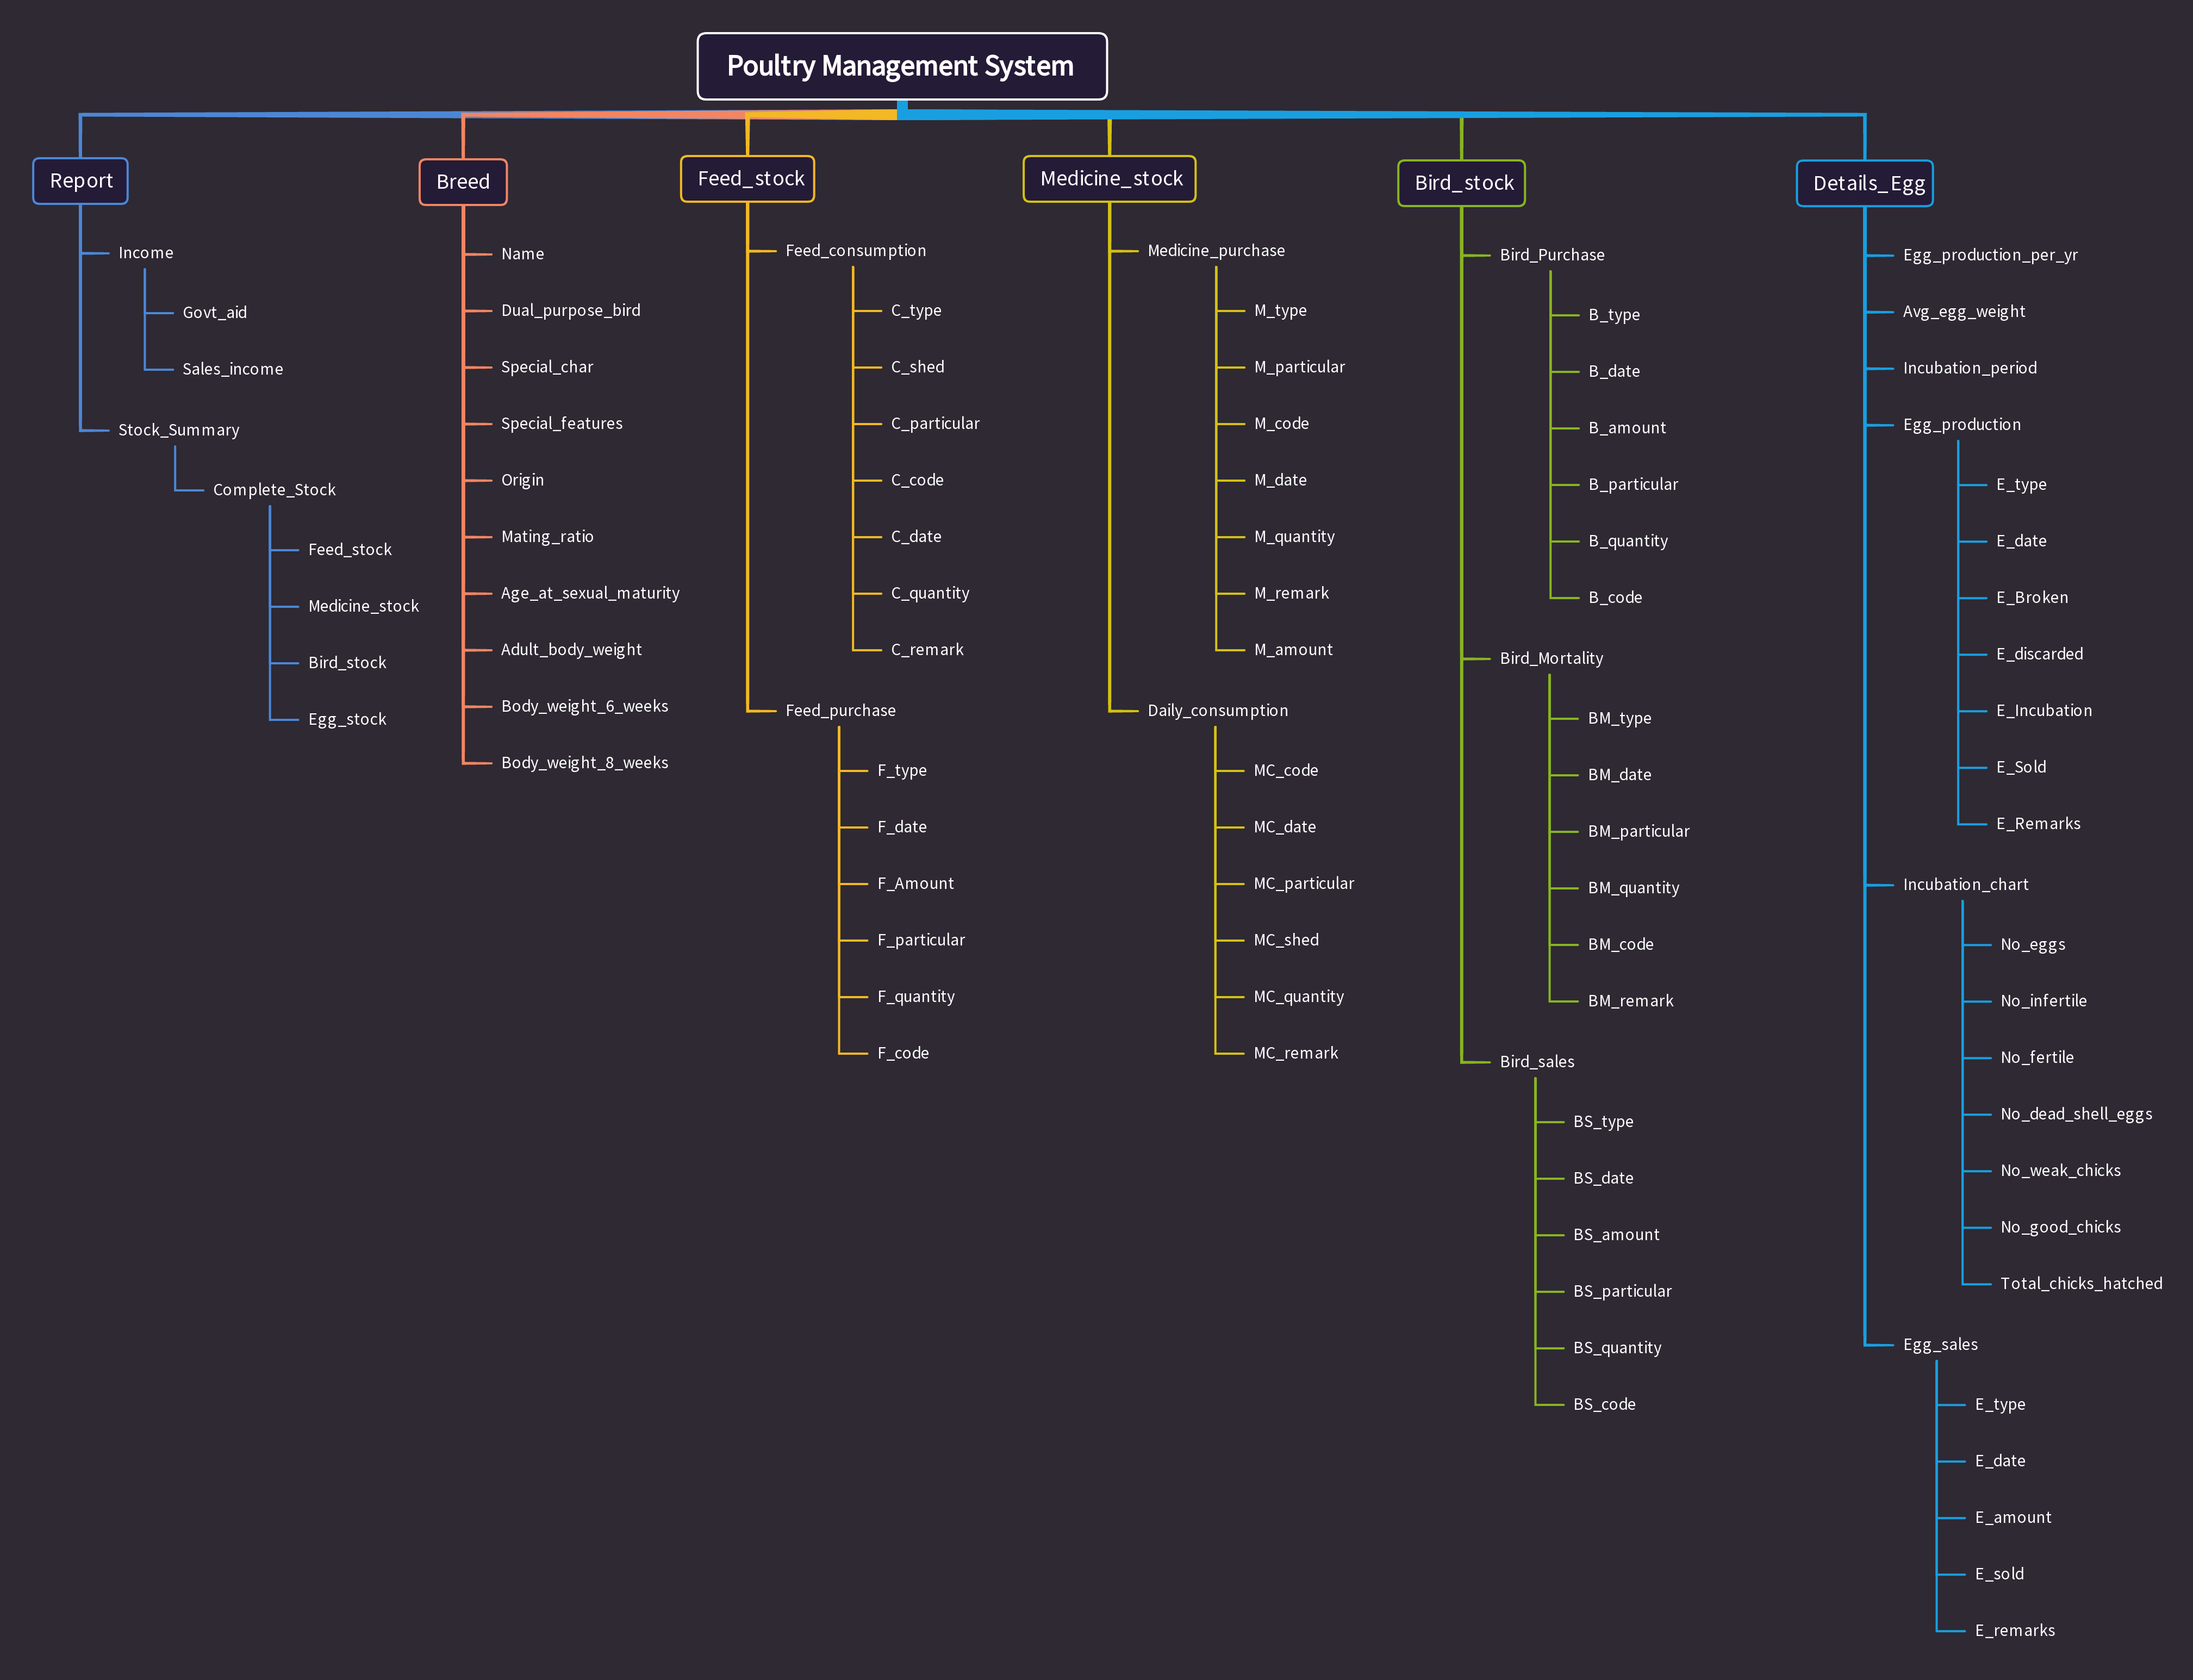 Poultry Management System
Report
Income
Govt_aid
Sales_income
Stock_Summary
Complete_Stock
Feed_stock
Medicine_stock
Bird_stock
Egg_stock
Breed
Name
Dual_purpose_bird
Special_char
Special_features
Origin
Mating_ratio
Age_at_sexual_maturity
Adult_body_weight
Body_weight_6_weeks
Body_weight_8_weeks
Feed_stock
Feed_consumption
C_type
C_shed
C_particular
C_code
C_date
C_quantity
C_remark
Feed_purchase
F_type
F_date
F_Amount
F_particular
F_quantity
F_code
Medicine_stock
Medicine_purchase
M_type
M_particular
M_code
M_date
M_quantity
M_remark
M_amount
Daily_consumption
MC_code
MC_date
MC_particular
MC_shed
MC_quantity
MC_remark
Bird_stock
Bird_Purchase
B_type
B_date
B_amount
B_particular
B_quantity
B_code
Bird_Mortality
BM_type
BM_date
BM_particular
BM_quantity
BM_code
BM_remark
Bird_sales
BS_type
BS_date
BS_amount
BS_particular
BS_quantity
BS_code
Details_Egg
Egg_production_per_yr
Avg_egg_weight
Incubation_period
Egg_production
E_type
E_date
E_Broken
E_discarded
E_Incubation
E_Sold
E_Remarks
Incubation_chart
No_eggs
No_infertile
No_fertile
No_dead_shell_eggs
No_weak_chicks
No_good_chicks
Total_chicks_hatched
Egg_sales
E_type
E_date
E_amount
E_sold
E_remarks